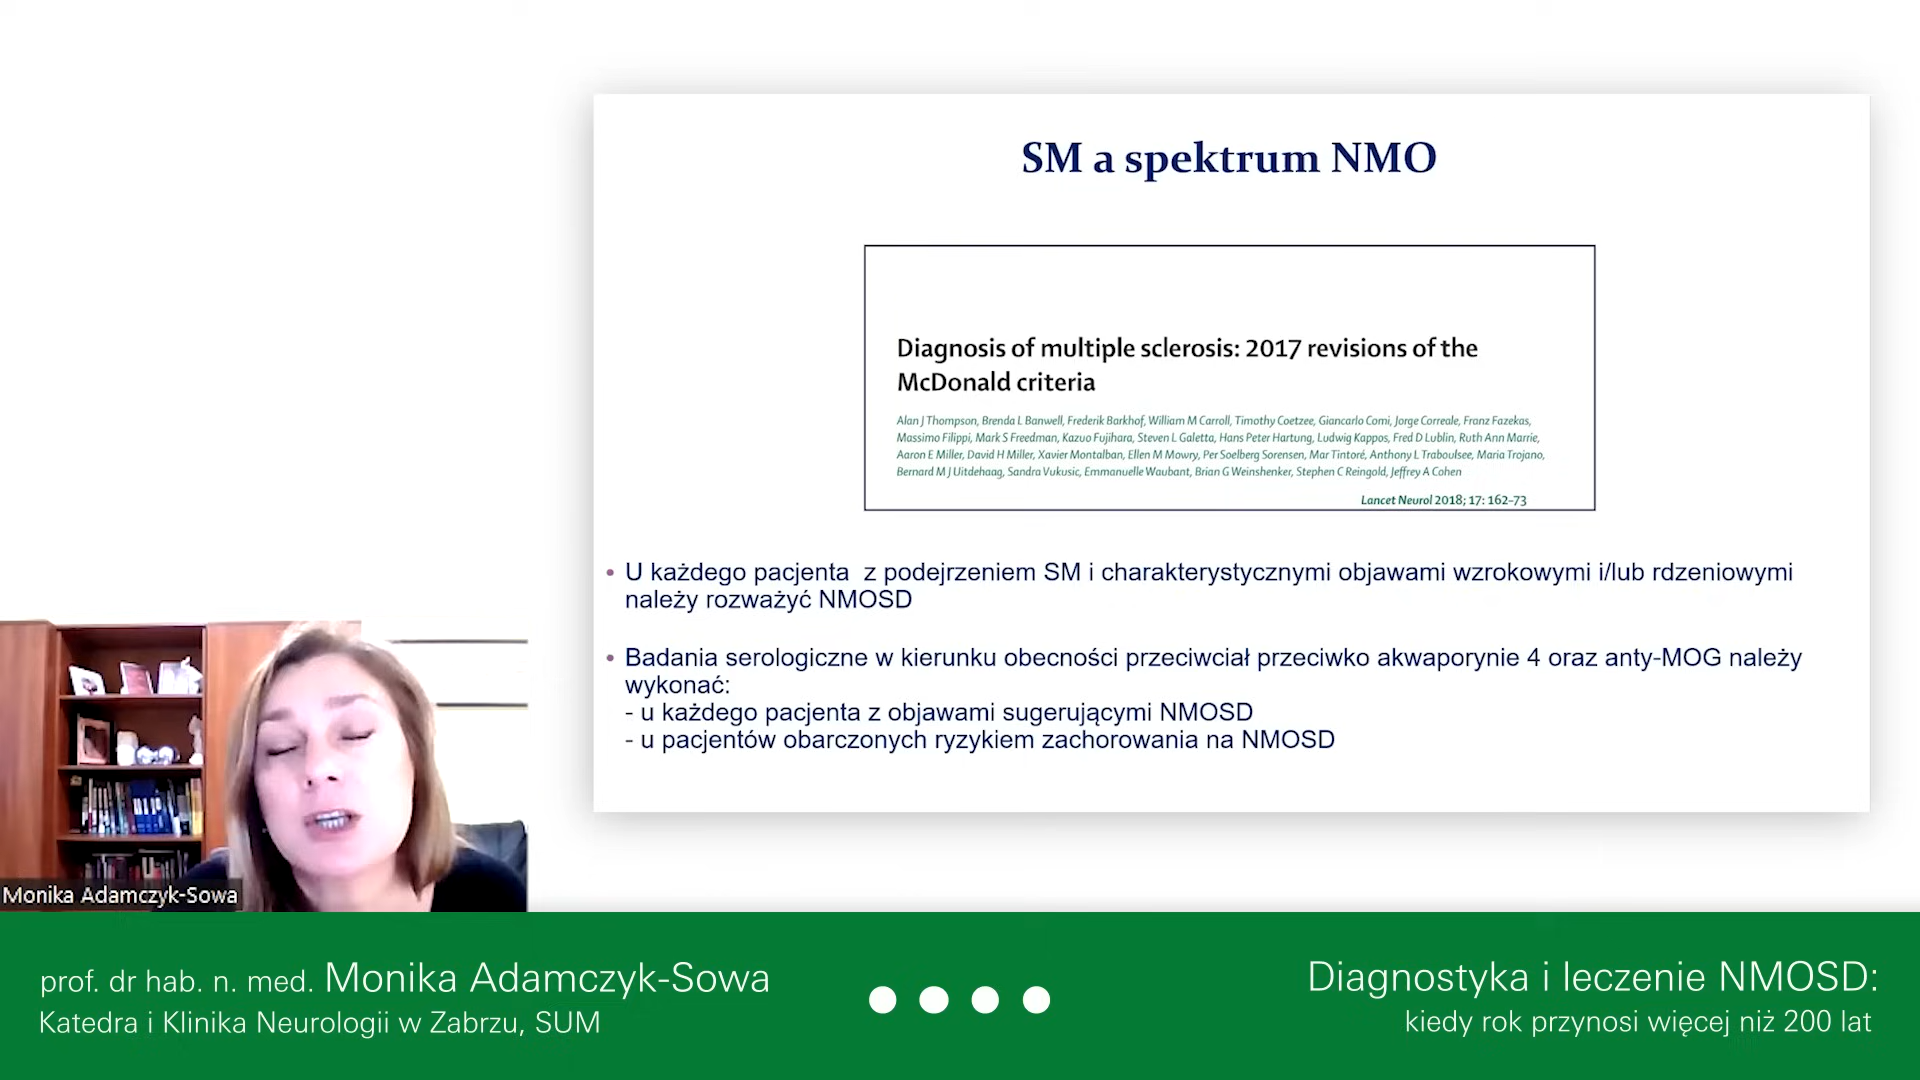 SM a spektrum NMO
Diagnosis of multiple sclerosis: 2017 revisions of the
McDonald criteria
Alan J Thompson, Brenda L Banwell, Frederik Barkhof, William M Carroll, Timothy Coetzee, Giancarlo Comi, Jorge Correale, Franz Fazekas,
Massimo Filippi, Mark S Freedman, Kazuo Fujihara, Steven L Galetta, Hans Peter Hartung, Ludwig Kappos, Fred D Lublin, Ruth Ann Marrie,
Aaron E Miller, David H Miller, Xavier Montalban, Ellen M Mowry, Per Soelberg Sorensen, Mar Tintoré, Anthony L Traboulsee, Maria Trojano,
Bernard M J Uitdehaag, Sandra Vukusic, Emmanuelle Waubant, Brian G Weinshenker, Stephen C Reingold, Jeffrey A Cohen
Lancet Neurol 2018; 17: 162–73
• U każdego pacjenta z podejrzeniem SM i charakterystycznymi objawami wzrokowymi i/lub rdzeniowymi
należy rozważyć NMOSD
• Badania serologiczne w kierunku obecności przeciwciał przeciwko akwaporynie 4 oraz anty-MOG należy
wykonać:
- u każdego pacjenta z objawami sugerującymi NMOSD
- u pacjentów obarczonych ryzykiem zachorowania na NMOSD
Monika Adamczyk-Sowa
prof. dr hab. n. med. Monika Adamczyk-Sowa
Katedra i Klinika Neurologii w Zabrzu, SUM
Diagnostyka i leczenie NMOSD:
kiedy rok przynosi więcej niż 200 lat